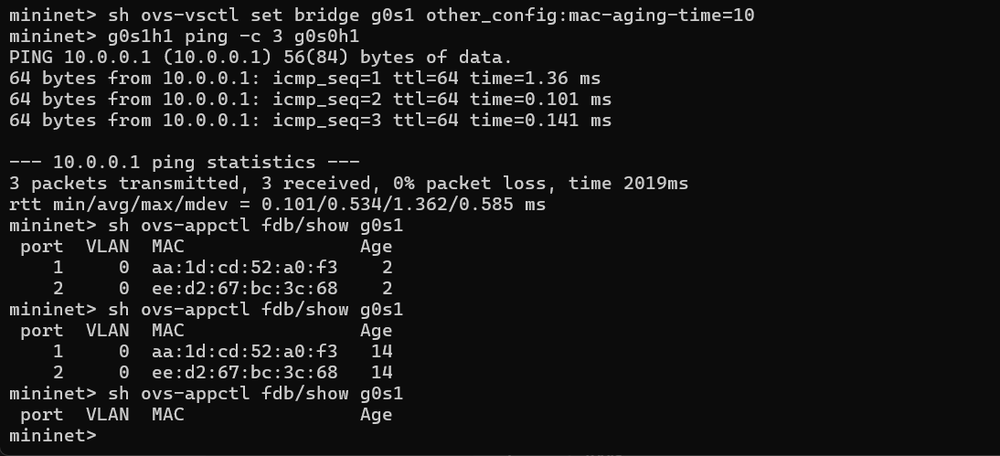 mininet> sh ovs-vsctl set bridge g0s1 other_config:mac-aging-time=10
mininet> g0s1h1 ping -c 3 g0s0h1
PING 10.0.0.1 (10.0.0.1) 56(84) bytes of data.
64 bytes from 10.0.0.1: icmp_seq=1 ttl=64 time=1.36 ms
64 bytes from 10.0.0.1: icmp_seq=2 ttl=64 time=0.101 ms
64 bytes from 10.0.0.1: icmp_seq=3 ttl=64 time=0.141 ms

--- 10.0.0.1 ping statistics ---
3 packets transmitted, 3 received, 0% packet loss, time 2019ms
rtt min/avg/max/mdev = 0.101/0.534/1.362/0.585 ms
mininet> sh ovs-appctl fdb/show g0s1
 port  VLAN  MAC                Age
    1     0  aa:1d:cd:52:a0:f3    2
    2     0  ee:d2:67:bc:3c:68    2
mininet> sh ovs-appctl fdb/show g0s1
 port  VLAN  MAC                Age
    1     0  aa:1d:cd:52:a0:f3   14
    2     0  ee:d2:67:bc:3c:68   14
mininet> sh ovs-appctl fdb/show g0s1
 port  VLAN  MAC                Age
mininet>